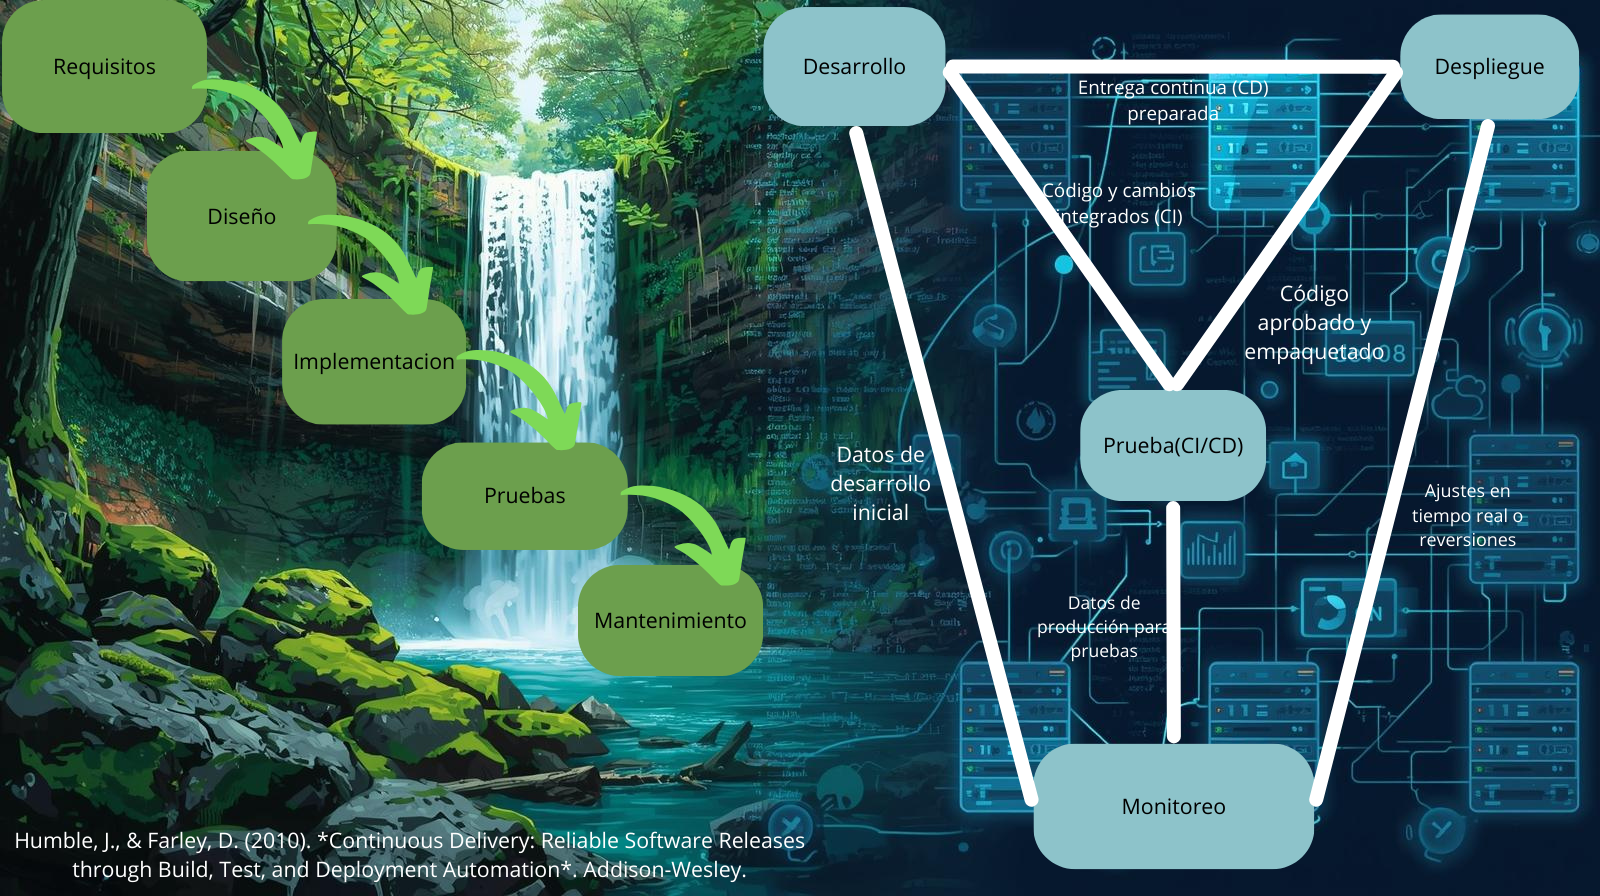 Requisitos
Diseño
Implementacion
Pruebas
Mantenimiento
Desarrollo
Despliegue
Entrega continua (CD)
preparada
Código y cambios
integrados (CI)
Código
aprobado y
empaquetado
Prueba(CI/CD)
Datos de
desarrollo
inicial
Ajustes en
tiempo real o
reversiones
Datos de
producción para
pruebas
Monitoreo
Humble, J., & Farley, D. (2010). *Continuous Delivery: Reliable Software Releases
through Build, Test, and Deployment Automation*. Addison-Wesley.